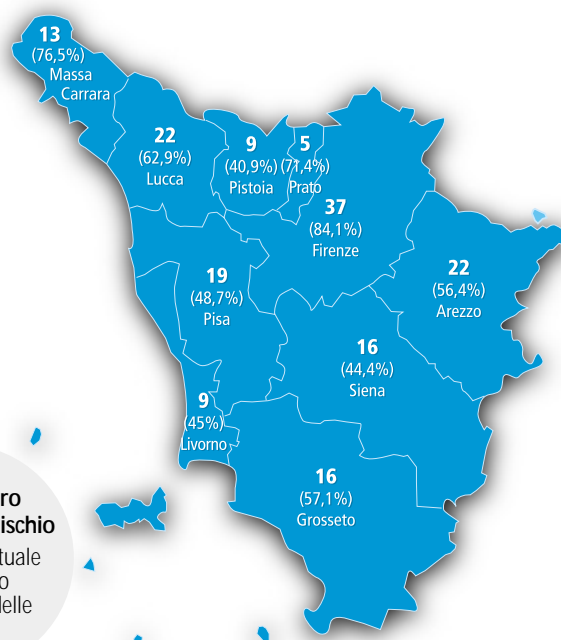 13
(76,5%)
Massa
Carrara
22
(62,9%)
Lucca
9
(40,9%)
Pistoia
5
(71,4%)
Prato
37
(84,1%)
Firenze
22
(56,4%)
Arezzo
19
(48,7%)
Pisa
16
(44,4%)
Siena
9
(45%)
Livorno
16
(57,1%)
Grosseto
ro
ischio
tuale
o
elle